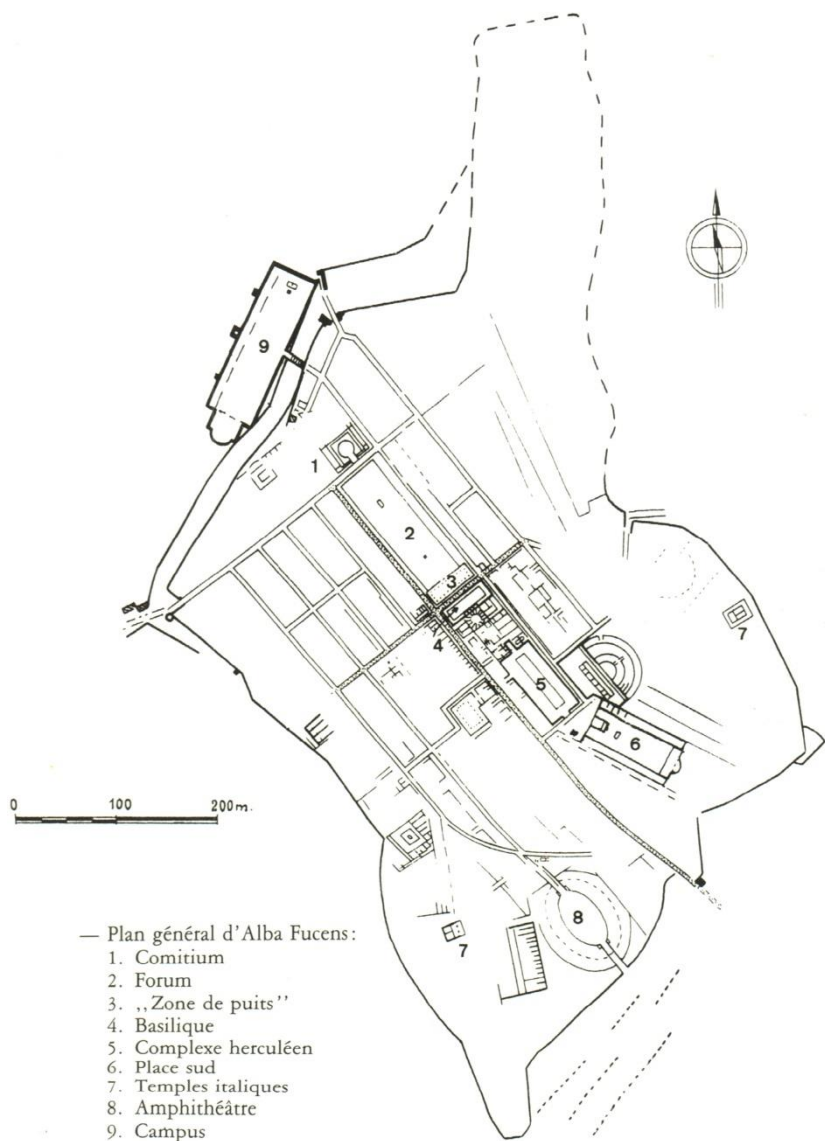 9
1
2
3
4
5
7
6
0 100 200 m.
8
7
— Plan général d'Alba Fucens:
1. Comitium
2. Forum
3. ,,Zone de puits''
4. Basilique
5. Complexe herculéen
6. Place sud
7. Temples italiques
8. Amphithéâtre
9. Campus